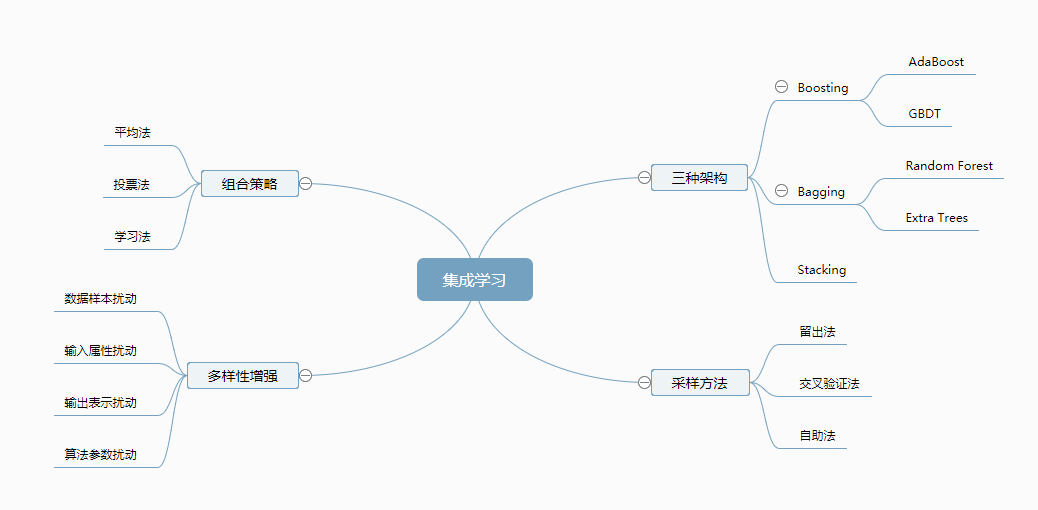 集成学习
三种架构
Boosting
AdaBoost
GBDT
Bagging
Random Forest
Extra Trees
Stacking
采样方法
留出法
交叉验证法
自助法
组合策略
平均法
投票法
学习法
多样性增强
数据样本扰动
输入属性扰动
输出表示扰动
算法参数扰动